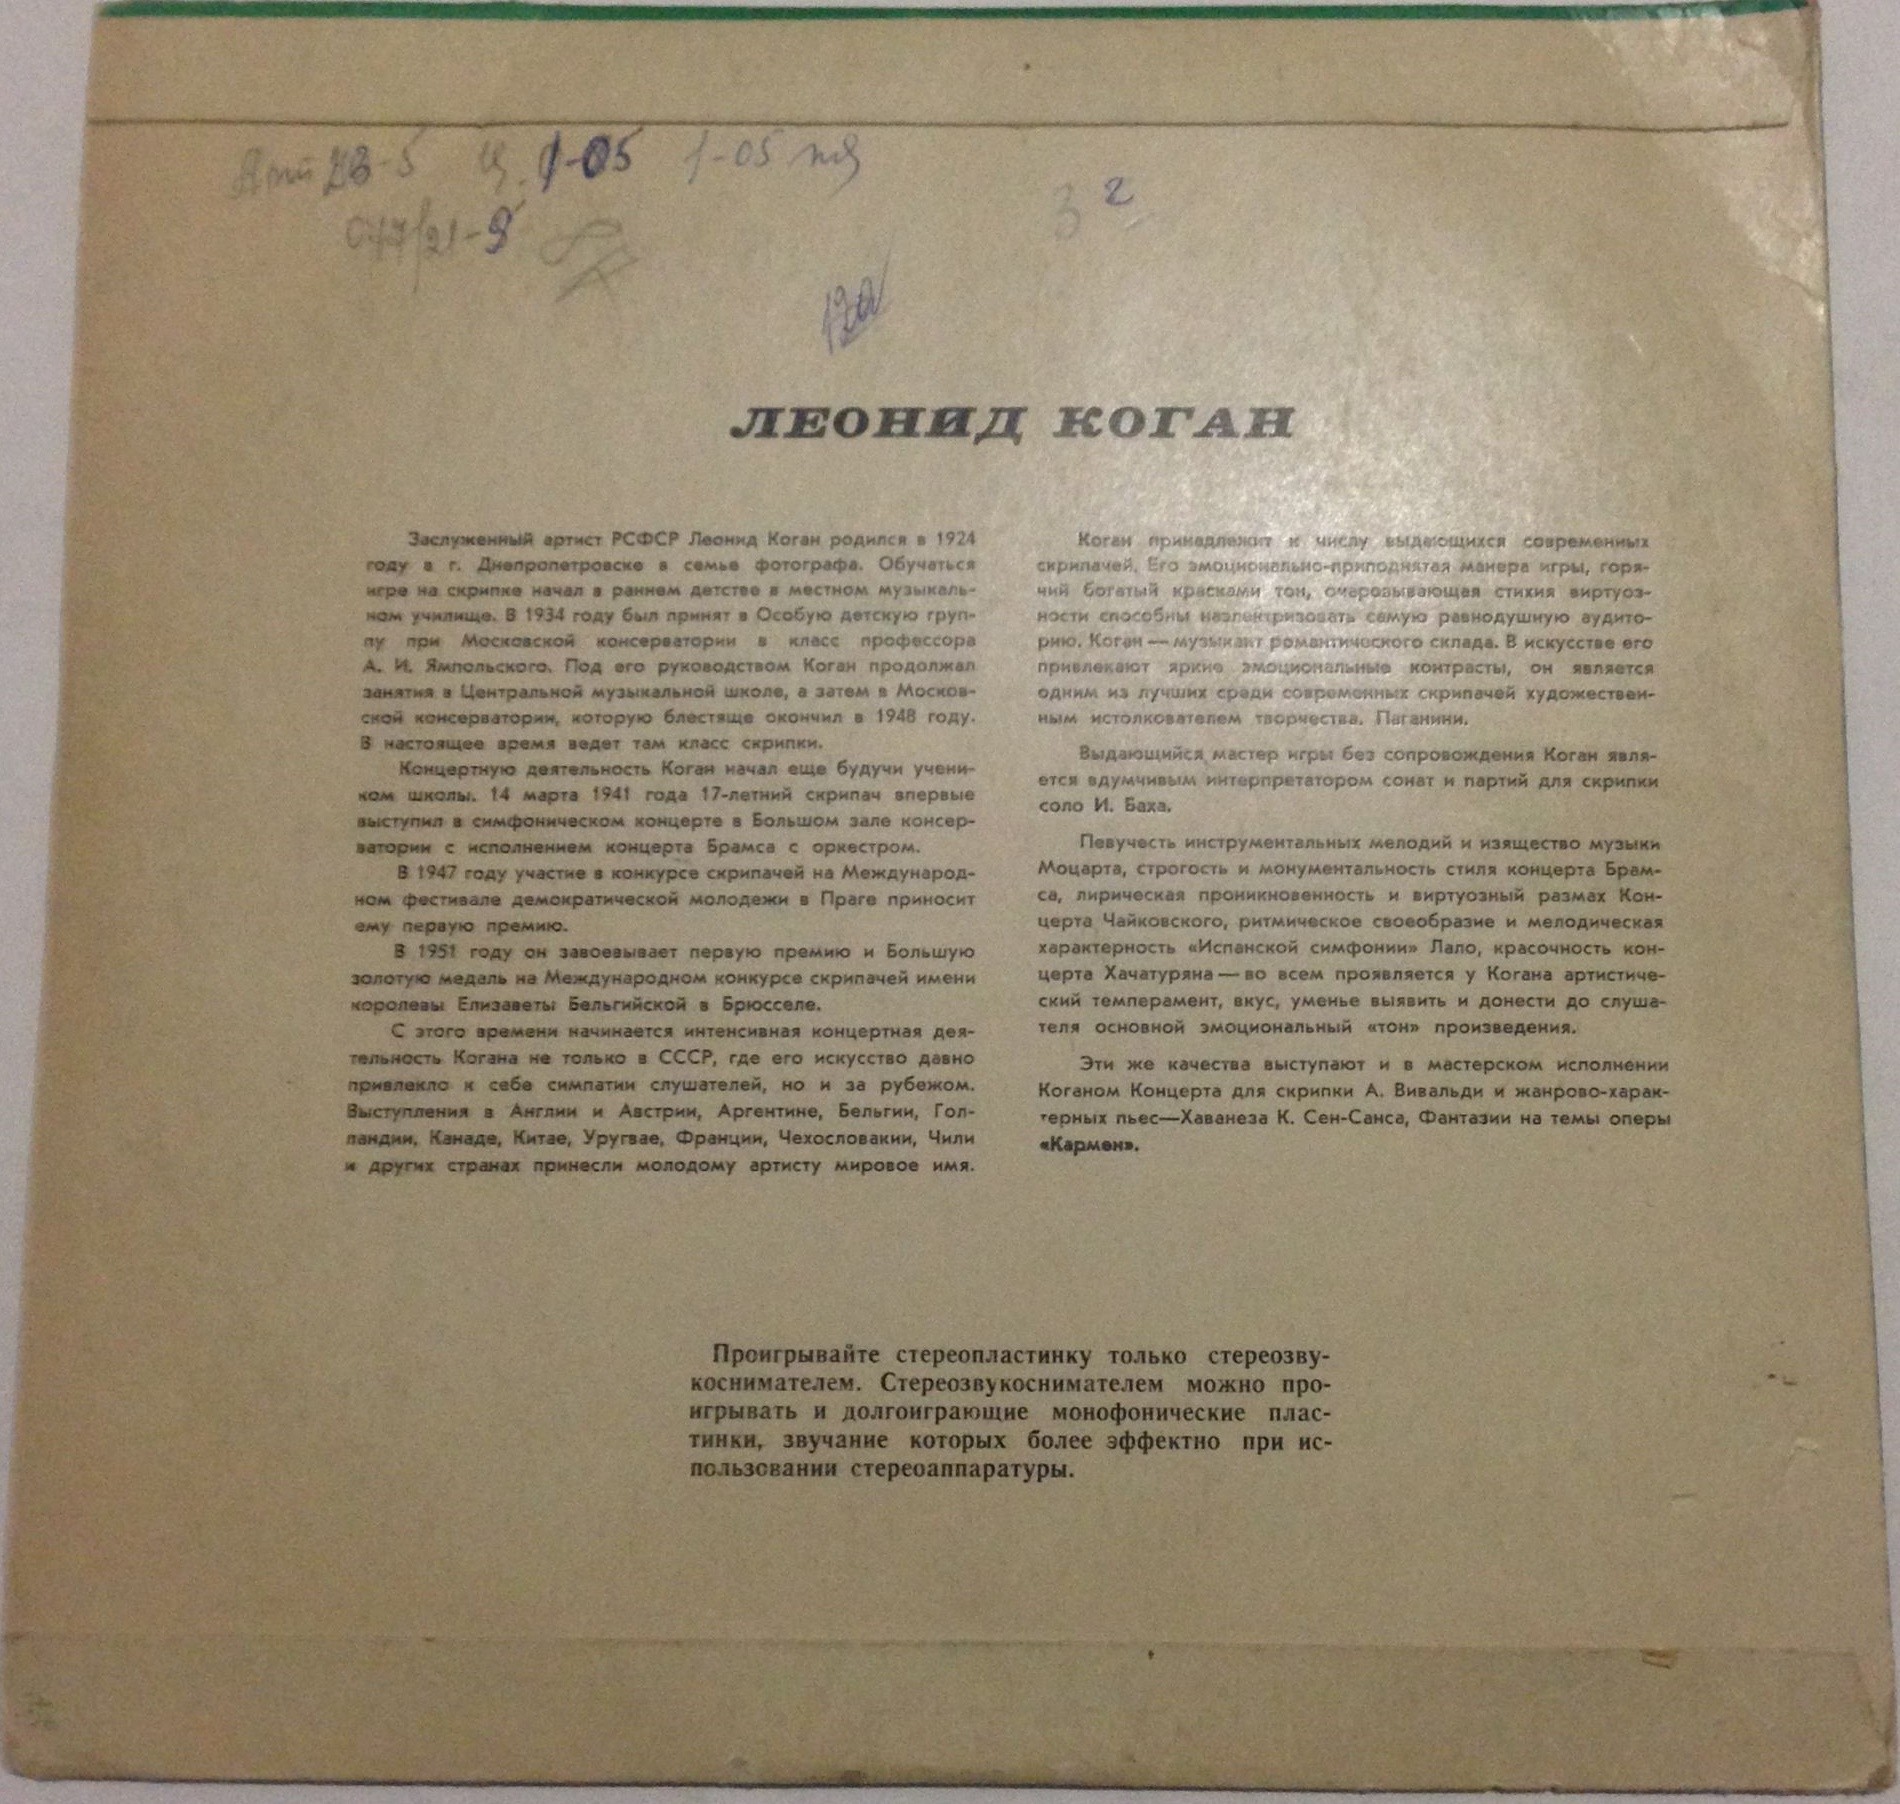 1-05 1-05
077/21-9
3 2
ЛЕОНИД КОГАН
Заслуженный артист РСФСР Леонид Коган родился в 1924
году в г. Днепропетровске в семье фотографа. Обучаться
игре на скрипке начал в раннем детстве в местном музыкаль-
ном училище. В 1934 году был принят в Особую детскую груп-
пу при Московской консерватории в класс профессора
А. И. Ямпольского. Под его руководством Коган продолжал
занятия в Центральной музыкальной школе, а затем в Москов-
ской консерватории, которую блестяще окончил в 1948 году.
В настоящее время ведет там класс скрипки.
Концертную деятельность Коган начал еще будучи учени-
ком школы. 14 марта 1941 года 17-летний скрипач впервые
выступил в симфоническом концерте в Большом зале консер-
ватории с исполнением концерта Брамса с оркестром.
В 1947 году участие в конкурсе скрипачей на Международ-
ном фестивале демократической молодежи в Праге приносит
ему первую премию.
В 1951 году он завоевывает первую премию и Большую
золотую медаль на Международном конкурсе скрипачей имени
королевы Елизаветы Бельгийской в Брюсселе.
С этого времени начинается интенсивная концертная дея-
тельность Когана не только в СССР, где его искусство давно
привлекло к себе симпатии слушателей, но и за рубежом.
Выступления в Англии и Австрии, Аргентине, Бельгии, Гол-
ландии, Канаде, Китае, Уругвае, Франции, Чехословакии, Чили
и других странах принесли молодому артисту мировое имя.
Коган принадлежит к числу выдающихся современных
скрипачей. Его эмоционально-приподнятая манера игры, горя-
чий богатый красками тон, очаровывающая стихия виртуоз-
ности способны наэлектризовать самую равнодушную аудито-
рию. Коган — музыкант романтического склада. В искусстве его
привлекают яркие эмоциональные контрасты, он является
одним из лучших среди современных скрипачей художествен-
ным истолкователем творчества. Паганини.
Выдающийся мастер игры без сопровождения Коган явля-
ется вдумчивым интерпретатором сонат и партий для скрипки
соло И. Баха.
Певучесть инструментальных мелодий и изящество музыки
Моцарта, строгость и монументальность стиля концерта Брам-
са, лирическая проникновенность и виртуозный размах Кон-
церта Чайковского, ритмическое своеобразие и мелодическая
характерность «Испанской симфонии» Лало, красочность кон-
церта Хачатуряна — во всем проявляется у Когана артистиче-
ский темперамент, вкус, уменье выявить и донести до слуша-
теля основной эмоциональный «тон» произведения.
Эти же качества выступают и в мастерском исполнении
Коганом Концерта для скрипки А. Вивальди и жанрово-харак-
терных пьес—Хаванеза К. Сен-Санса, Фантазии на темы оперы
«Кармен».
Проигрывайте стереопластинку только стереозву-
коснимателем. Стереозвукоснимателем можно про-
игрывать и долгоиграющие монофонические плас-
тинки, звучание которых более эффектно при ис-
пользовании стереоаппаратуры.